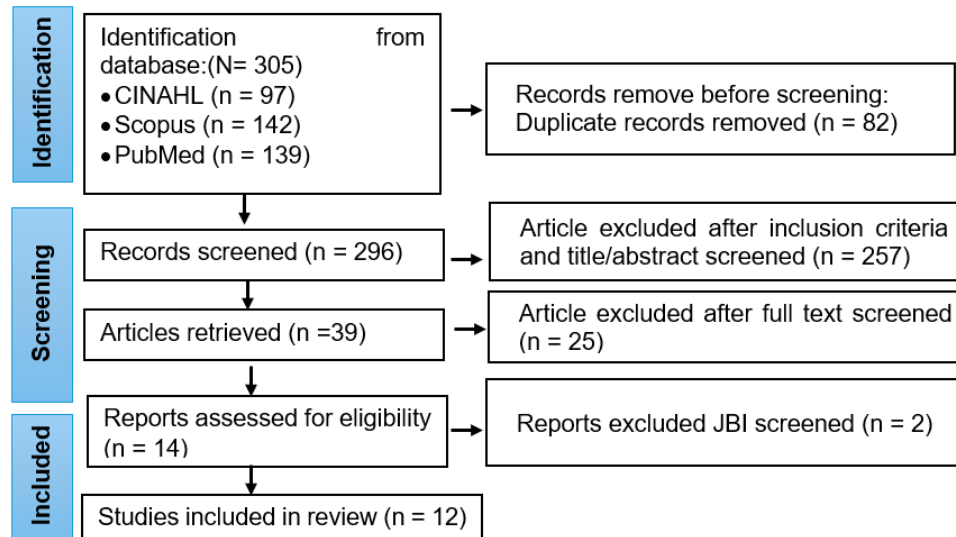 Identification
Identification from
database:(N= 305)
•CINAHL (n = 97)
•Scopus (n = 142)
•PubMed (n = 139)
Records remove before screening:
Duplicate records removed (n = 82)
Screening
Records screened (n = 296)
Article excluded after inclusion criteria
and title/abstract screened (n = 257)
Articles retrieved (n =39)
Article excluded after full text screened
(n = 25)
Included
Reports assessed for eligibility
(n = 14)
Reports excluded JBI screened (n = 2)
Studies included in review (n = 12)